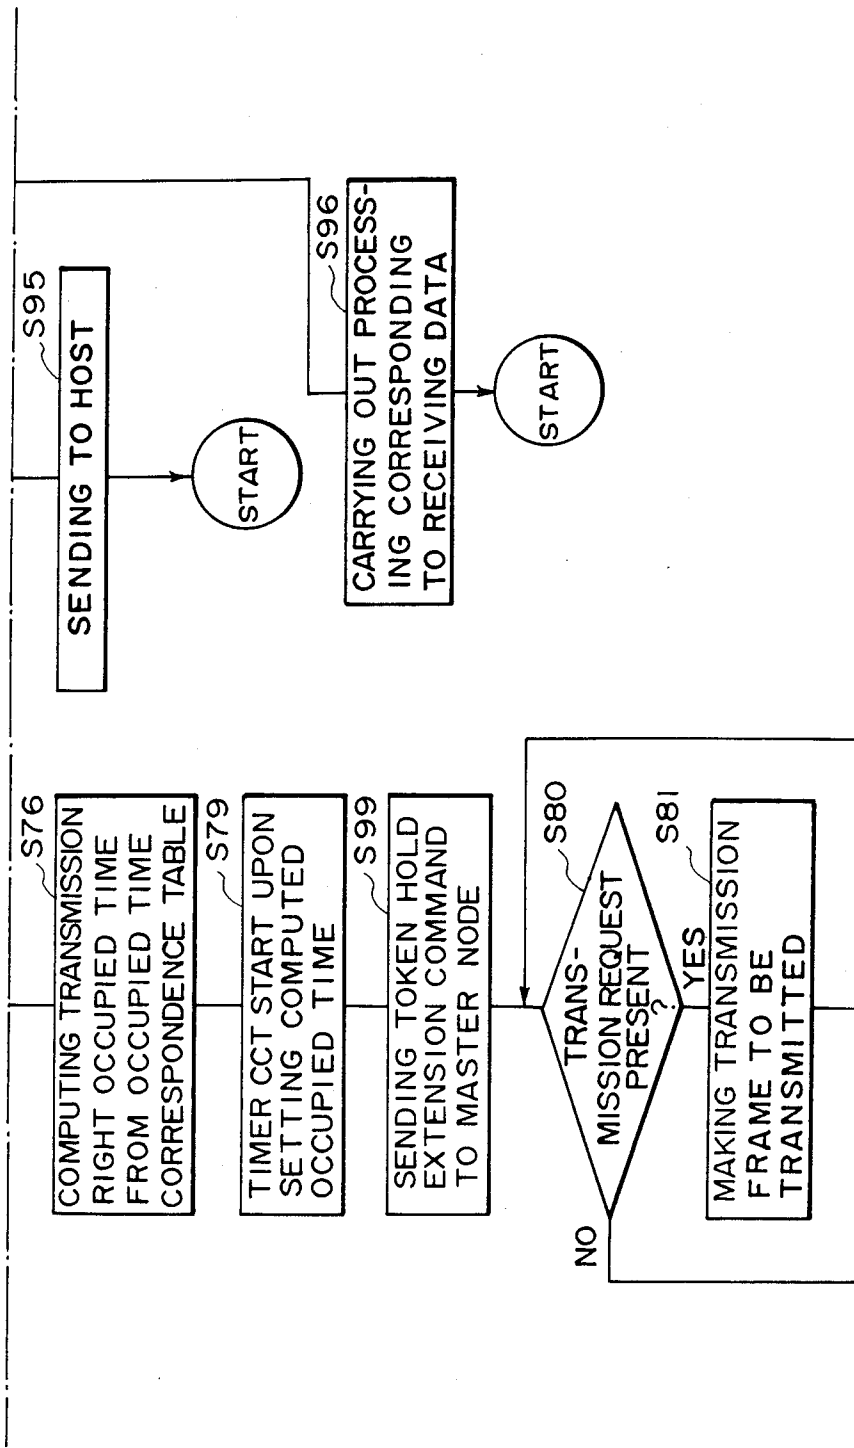 S76
COMPUTING TRANSMISSION
RIGHT OCCUPIED TIME
FROM OCCUPIED TIME
CORRESPONDENCE TABLE
S79
TIMER CCT START UPON
SETTING COMPUTED
OCCUPIED TIME
S99
SENDING TOKEN HOLD
EXTENSION COMMAND
TO MASTER NODE
S80
TRANS-
MISSION REQUEST
PRESENT
?
NO
YES
S81
MAKING TRANSMISSION
FRAME TO BE
TRANSMITTED
S95
SENDING TO HOST
START
S96
CARRYING OUT PROCESS-
ING CORRESPONDING
TO RECEIVING DATA
START